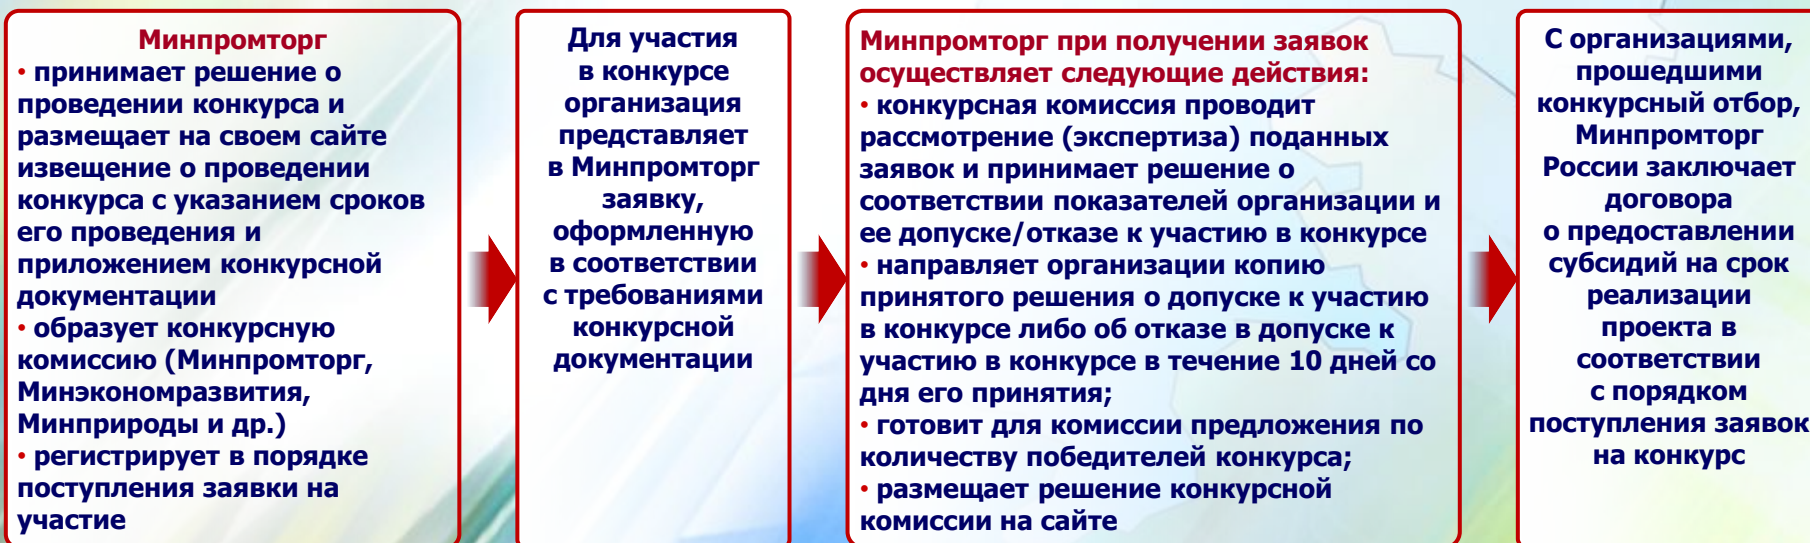 Минпромторг
• принимает решение о
проведении конкурса и
размещает на своем сайте
извещение о проведении
конкурса с указанием сроков
его проведения и
приложением конкурсной
документации
• образует конкурсную
комиссию (Минпромторг,
Минэкономразвития,
Минприроды и др.)
• регистрирует в порядке
поступления заявки на
участие
Для участия
в конкурсе
организация
представляет
в Минпромторг
заявку,
оформленную
в соответствии
с требованиями
конкурсной
документации
Минпромторг при получении заявок
осуществляет следующие действия:
• конкурсная комиссия проводит
рассмотрение (экспертиза) поданных
заявок и принимает решение о
соответствии показателей организации и
ее допуске/отказе к участию в конкурсе
• направляет организации копию
принятого решения о допуске к участию
в конкурсе либо об отказе в допуске к
участию в конкурсе в течение 10 дней со
дня его принятия;
• готовит для комиссии предложения по
количеству победителей конкурса;
• размещает решение конкурсной
комиссии на сайте
С организациями,
прошедшими
конкурсный отбор,
Минпромторг
России заключает
договора
о предоставлении
субсидий на срок
реализации
проекта в
соответствии
с порядком
поступления заявок
на конкурс